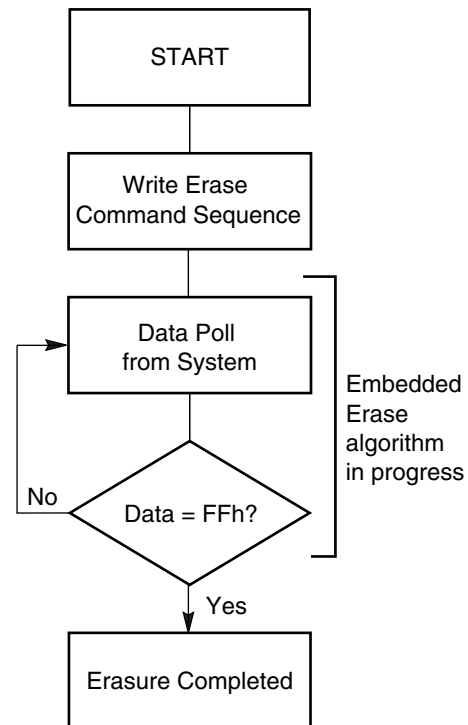 START
Write Erase
Command Sequence
Data Poll
from System
Embedded
Erase
algorithm
in progress
No
Data = FFh?
Yes
Erasure Completed